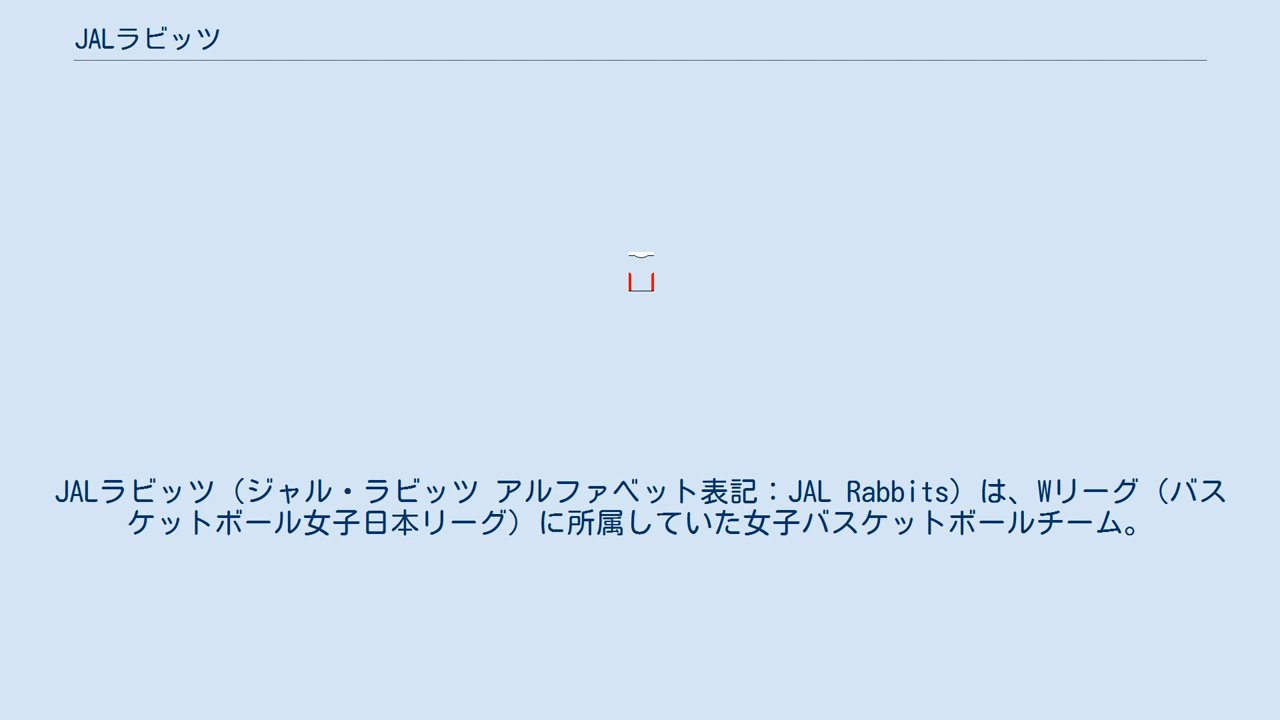 JALラビッツ
JALラビッツ（ジャル・ラビッツ アルファベット表記：JAL Rabbits）は、Wリーグ（バス
ケットボール女子日本リーグ）に所属していた女子バスケットボールチーム。